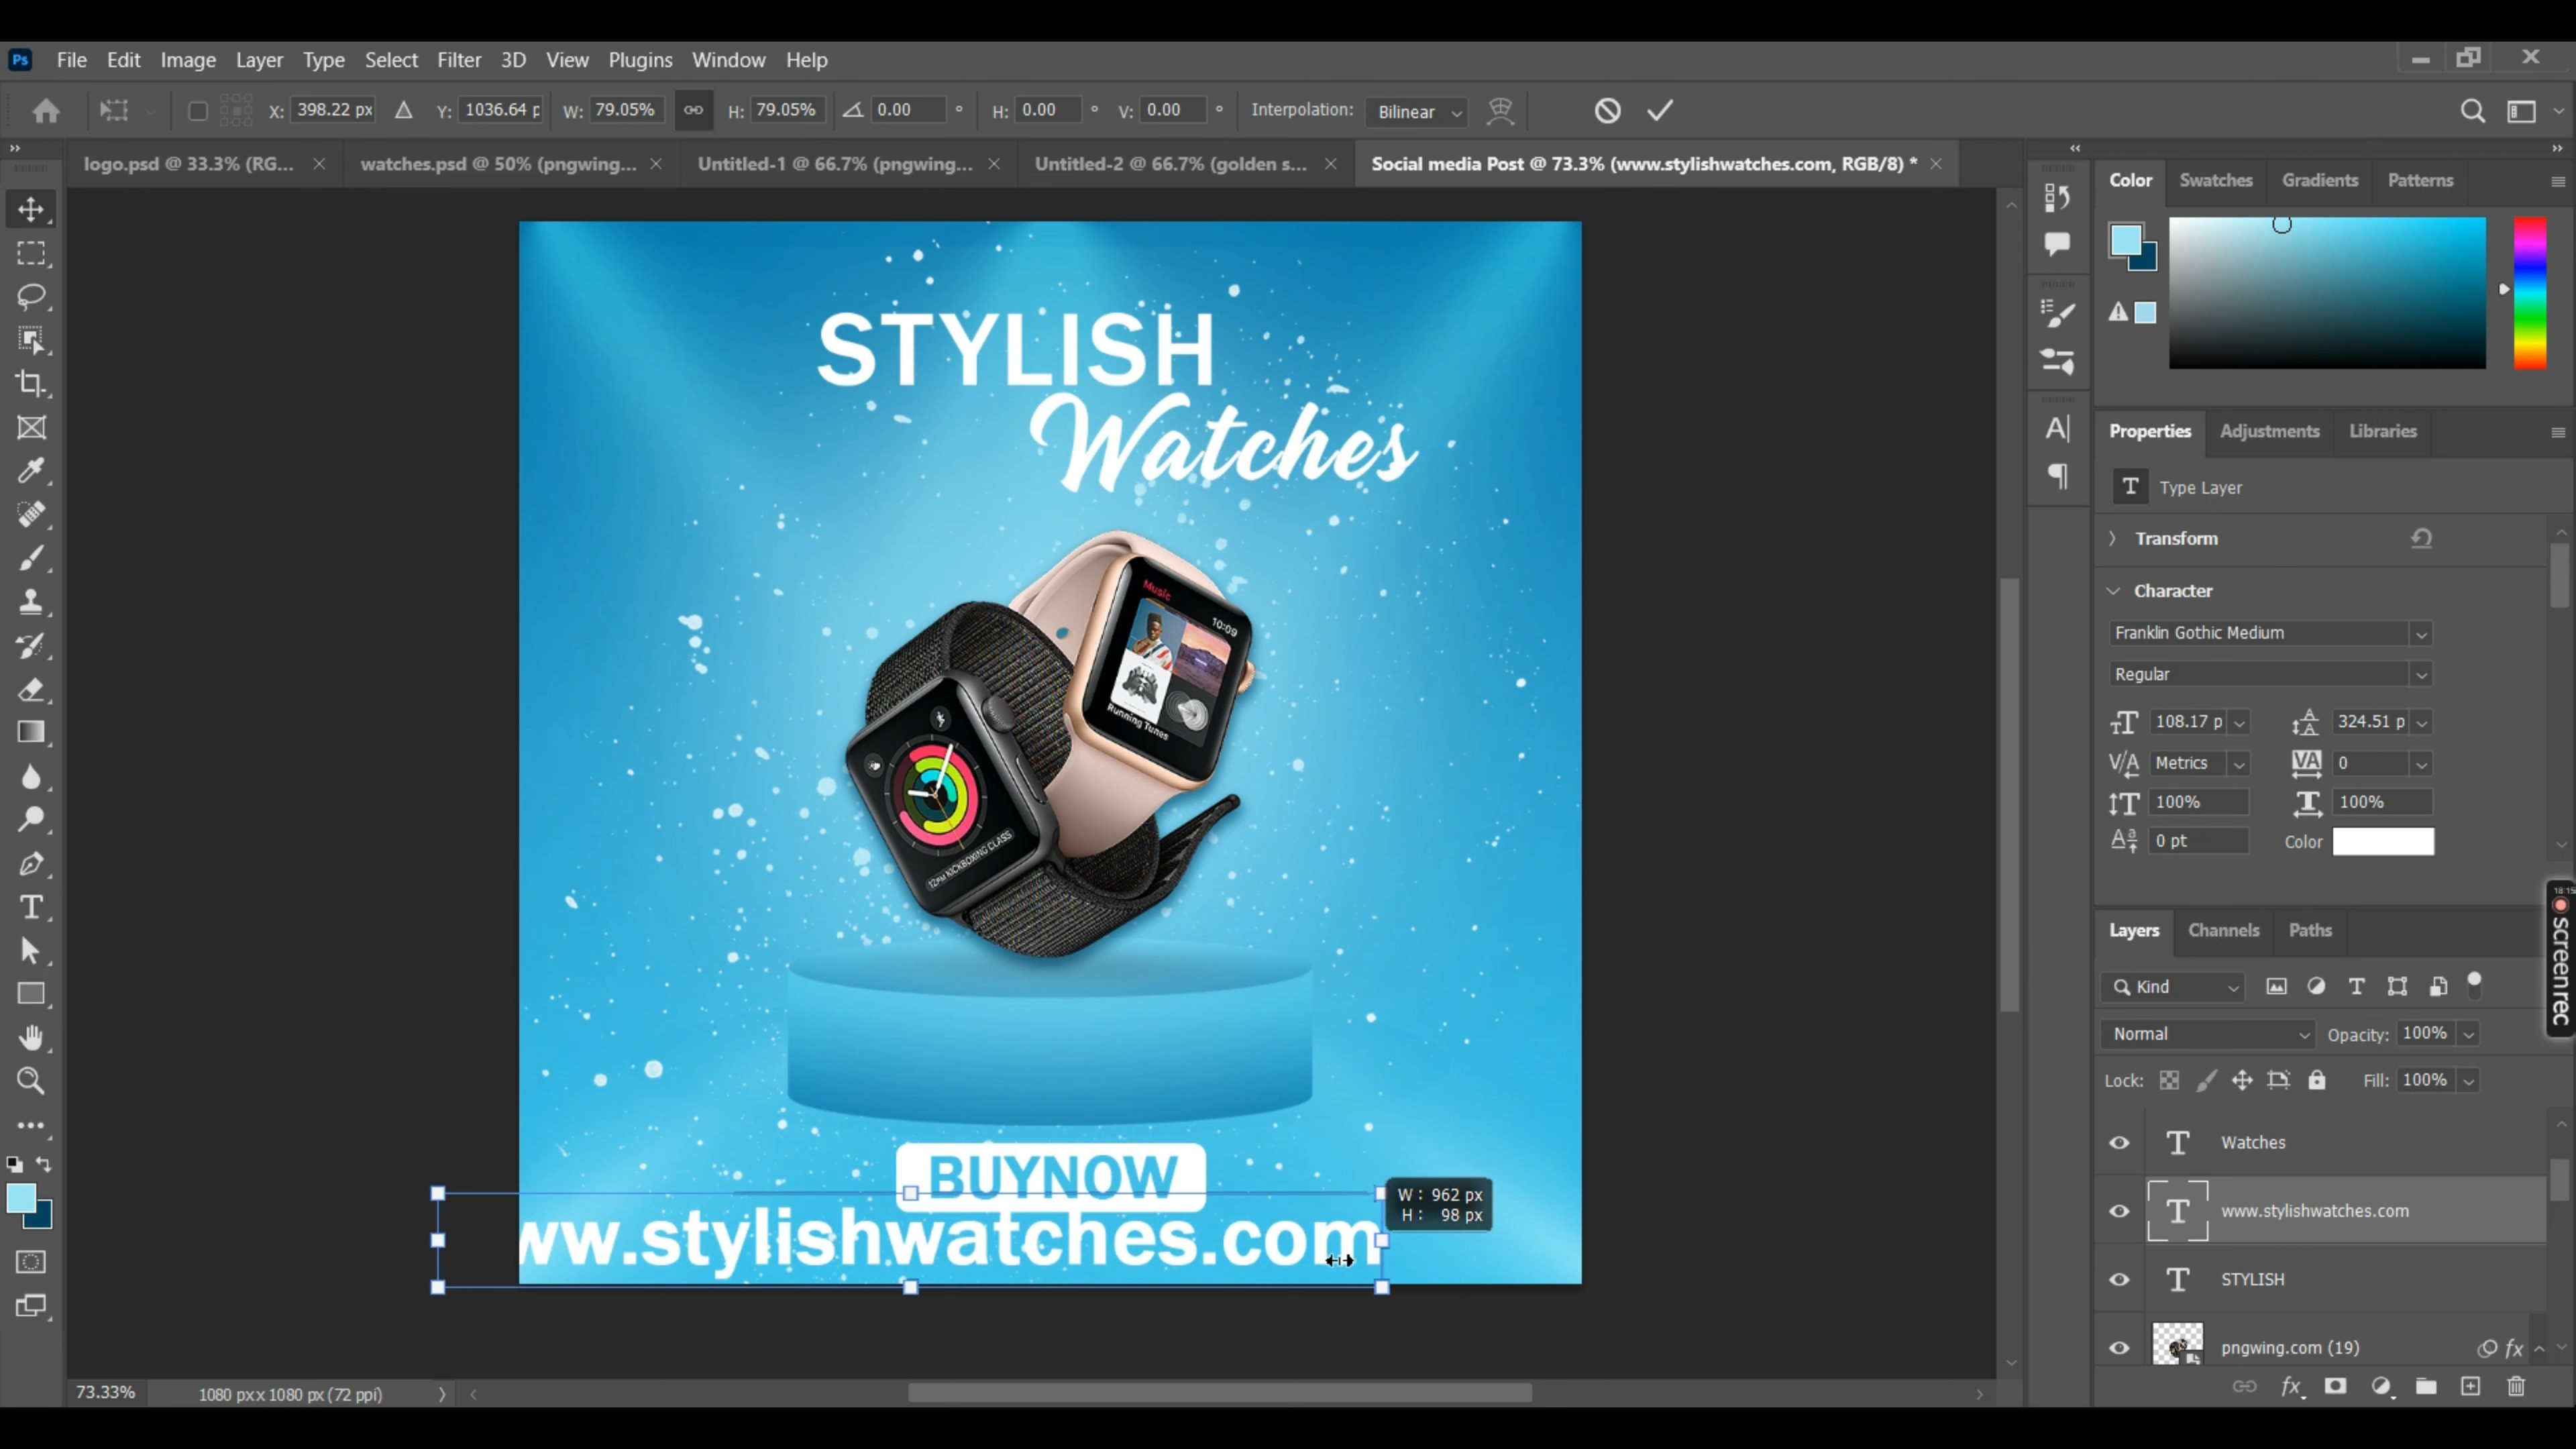 Ps File Edit Image Layer Type Select Filter 3D View Plugins Window Help
X: 398.22 px Y: 1036.64 p W: 79.05% H: 79.05% 0.00 ° H: 0.00 ° V: 0.00 ° Interpolation: Bilinear
logo.psd @ 33.3% (RG... watches.psd @ 50% (pngwing... Untitled-1 @ 66.7% (pngwing... Untitled-2 @ 66.7% (golden s... Social media Post @ 73.3% (www.stylishwatches.com, RGB/8) *
STYLISH
Watches
Music
10:09
Running Tunes
12PM KICKBOXING CLASS
BUYNOW
ww.stylishwatches.com
W: 962 px
H: 98 px
73.33% 1080 px x 1080 px (72 ppi)
Color Swatches Gradients Patterns
Properties Adjustments Libraries
T Type Layer
Transform
Character
Franklin Gothic Medium
Regular
108.17 p 324.51 p
Metrics 0
100% 100%
0 pt Color
18:15
screenrec
Layers Channels Paths
Kind
Normal Opacity: 100%
Lock: Fill: 100%
T Watches
T www.stylishwatches.com
T STYLISH
pngwing.com (19) fx
fx